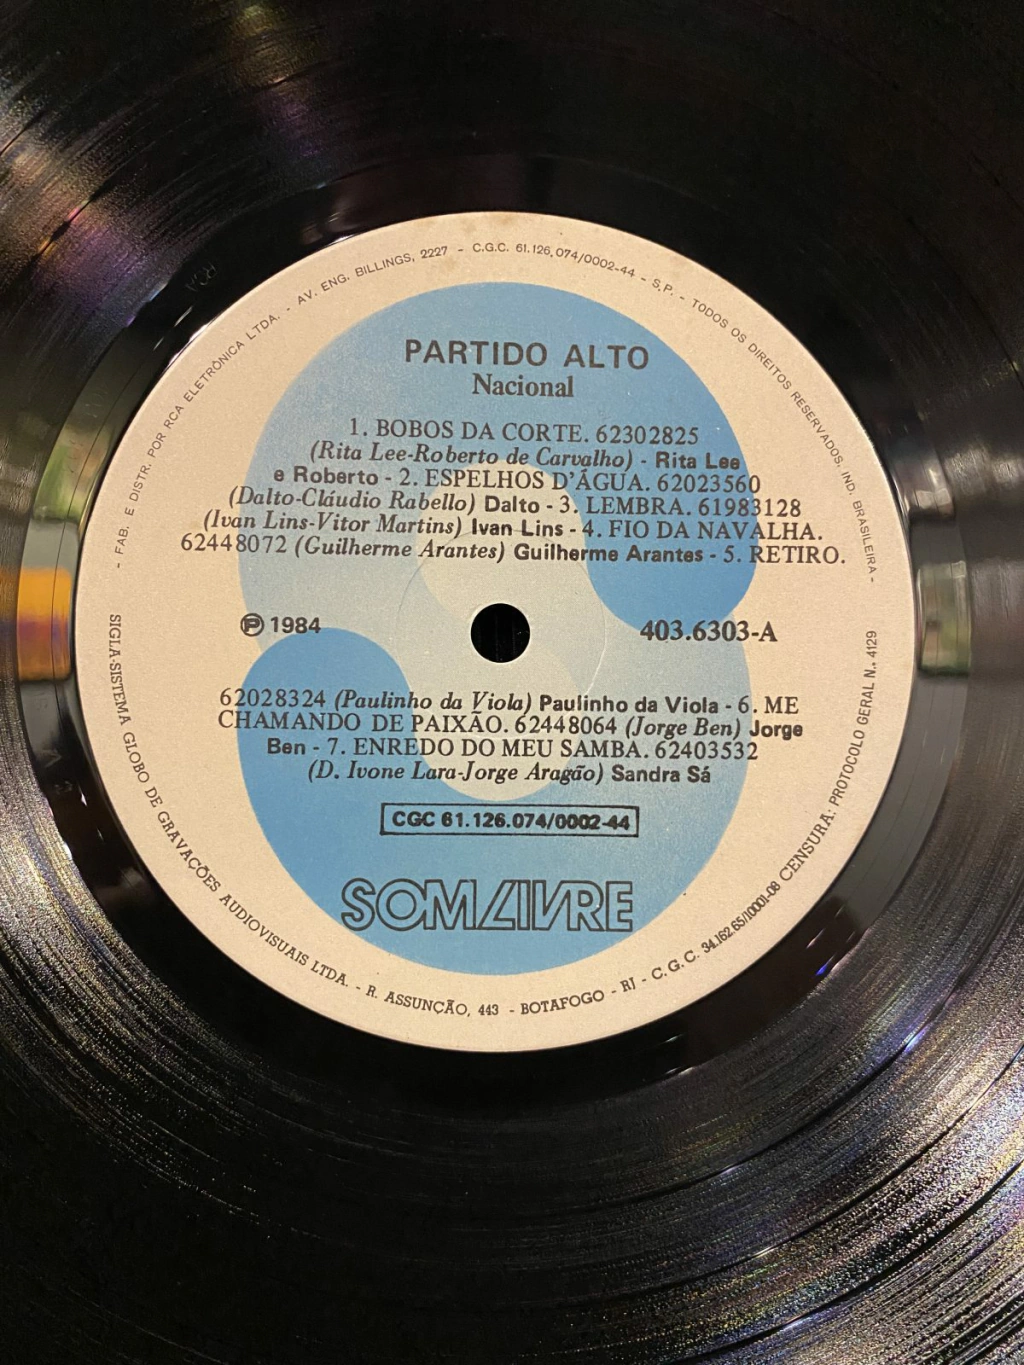 - FAB. E DISTR. POR RCA ELETRÔNICA LTDA. - AV. ENG. BILLINGS, 2227 - C.G.C. 61.126.074/0002-44 - S.P. - TODOS OS DIREITOS RESERVADOS. IND. BRASILEIRA -
PARTIDO ALTO
Nacional
1. BOBOS DA CORTE. 62302825
(Rita Lee-Roberto de Carvalho) - Rita Lee
e Roberto - 2. ESPELHOS D'ÁGUA. 62023560
(Dalto-Cláudio Rabello) Dalto - 3. LEMBRA. 61983128
(Ivan Lins-Vitor Martins) Ivan Lins - 4. FIO DA NAVALHA.
62448072 (Guilherme Arantes) Guilherme Arantes - 5. RETIRO.
Ⓟ 1984
403.6303-A
62028324 (Paulinho da Viola) Paulinho da Viola - 6. ME
CHAMANDO DE PAIXÃO. 62448064 (Jorge Ben) Jorge
Ben - 7. ENREDO DO MEU SAMBA. 62403532
(D. Ivone Lara-Jorge Aragão) Sandra Sá
CGC 61.126.074/0002-44
SOM LIVRE
SIGLA-SISTEMA GLOBO DE GRAVAÇÕES AUDIOVISUAIS LTDA. - R. ASSUNÇÃO, 443 - BOTAFOGO - RJ - C.G.C. 34.162.65/10001-08 CENSURA: PROTOCOLO GERAL N.º 4129
RCA